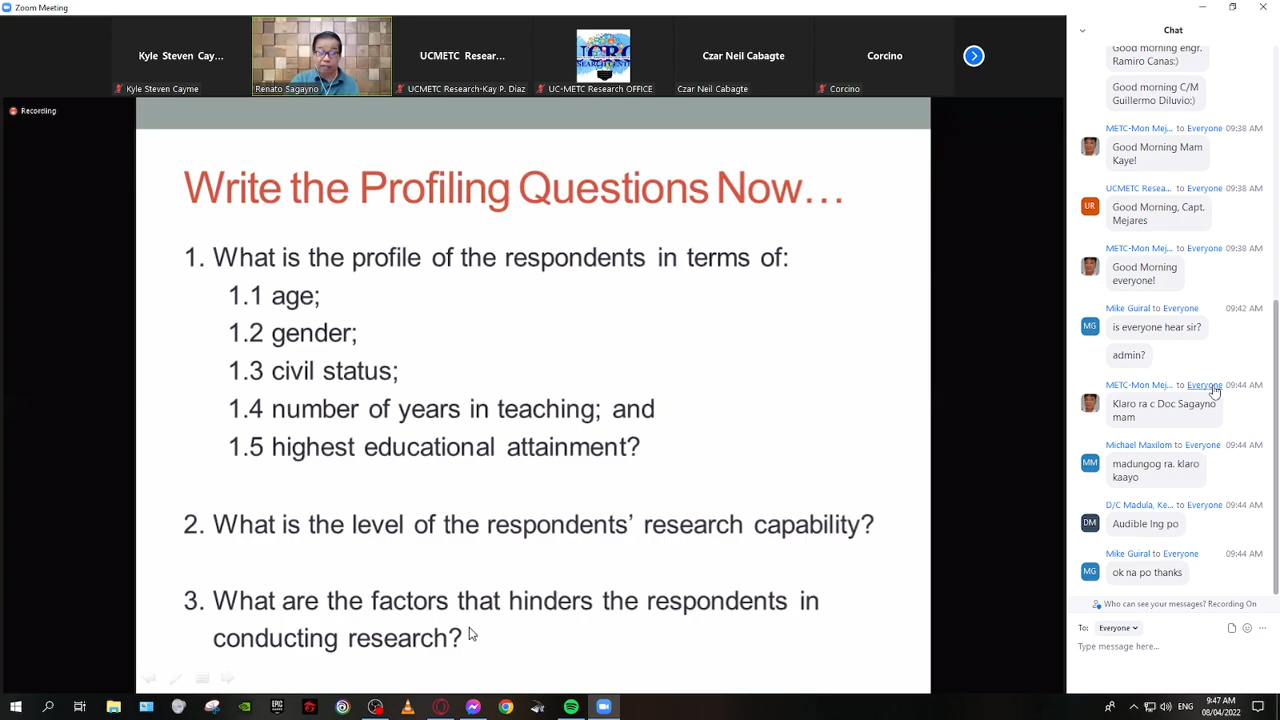 Zoom Meeting
Kyle Steven Cay...
UCMETC Resear...
Czar Neil Cabagte
Corcino
Kyle Steven Cayme
Renato Sagayno
UCMETC Research-Kay P. Diaz
UC-METC Research OFFICE
Czar Neil Cabagte
Corcino
Recording
Write the Profiling Questions Now…
1. What is the profile of the respondents in terms of:
1.1 age;
1.2 gender;
1.3 civil status;
1.4 number of years in teaching; and
1.5 highest educational attainment?
2. What is the level of the respondents' research capability?
3. What are the factors that hinders the respondents in
conducting research?
Chat
Good morning engr.
Ramiro Canas:)
Good morning C/M
Guillermo Diluvio:)
METC-Mon Mej... to Everyone 09:38 AM
Good Morning Mam
Kaye!
UCMETC Resea... to Everyone 09:38 AM
UR
Good Morning, Capt.
Mejares
METC-Mon Mej... to Everyone 09:38 AM
Good Morning
everyone!
Mike Guiral to Everyone 09:42 AM
MG
is everyone hear sir?
admin?
METC-Mon Mej... to Everyone 09:44 AM
Klaro ra c Doc Sagayno
mam
Michael Maxilom to Everyone 09:44 AM
MM
madungog ra. klaro
kaayo
D/C Madula, Ke... to Everyone 09:44 AM
DM
Audible lng po
Mike Guiral to Everyone 09:44 AM
MG
ok na po thanks
Who can see your messages? Recording On
To: Everyone
Type message here...
EPIC
GAMES
ENG
9:47 AM
08/04/2022